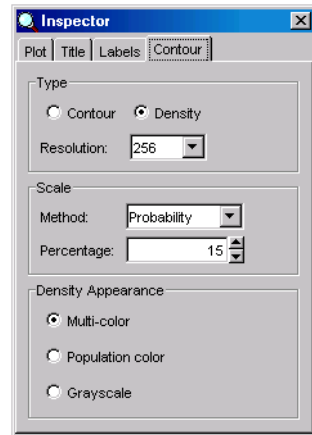 Inspector
Plot Title Labels Contour
Type
Contour Density
Resolution: 256
Scale
Method: Probability
Percentage: 15
Density Appearance
Multi-color
Population color
Grayscale